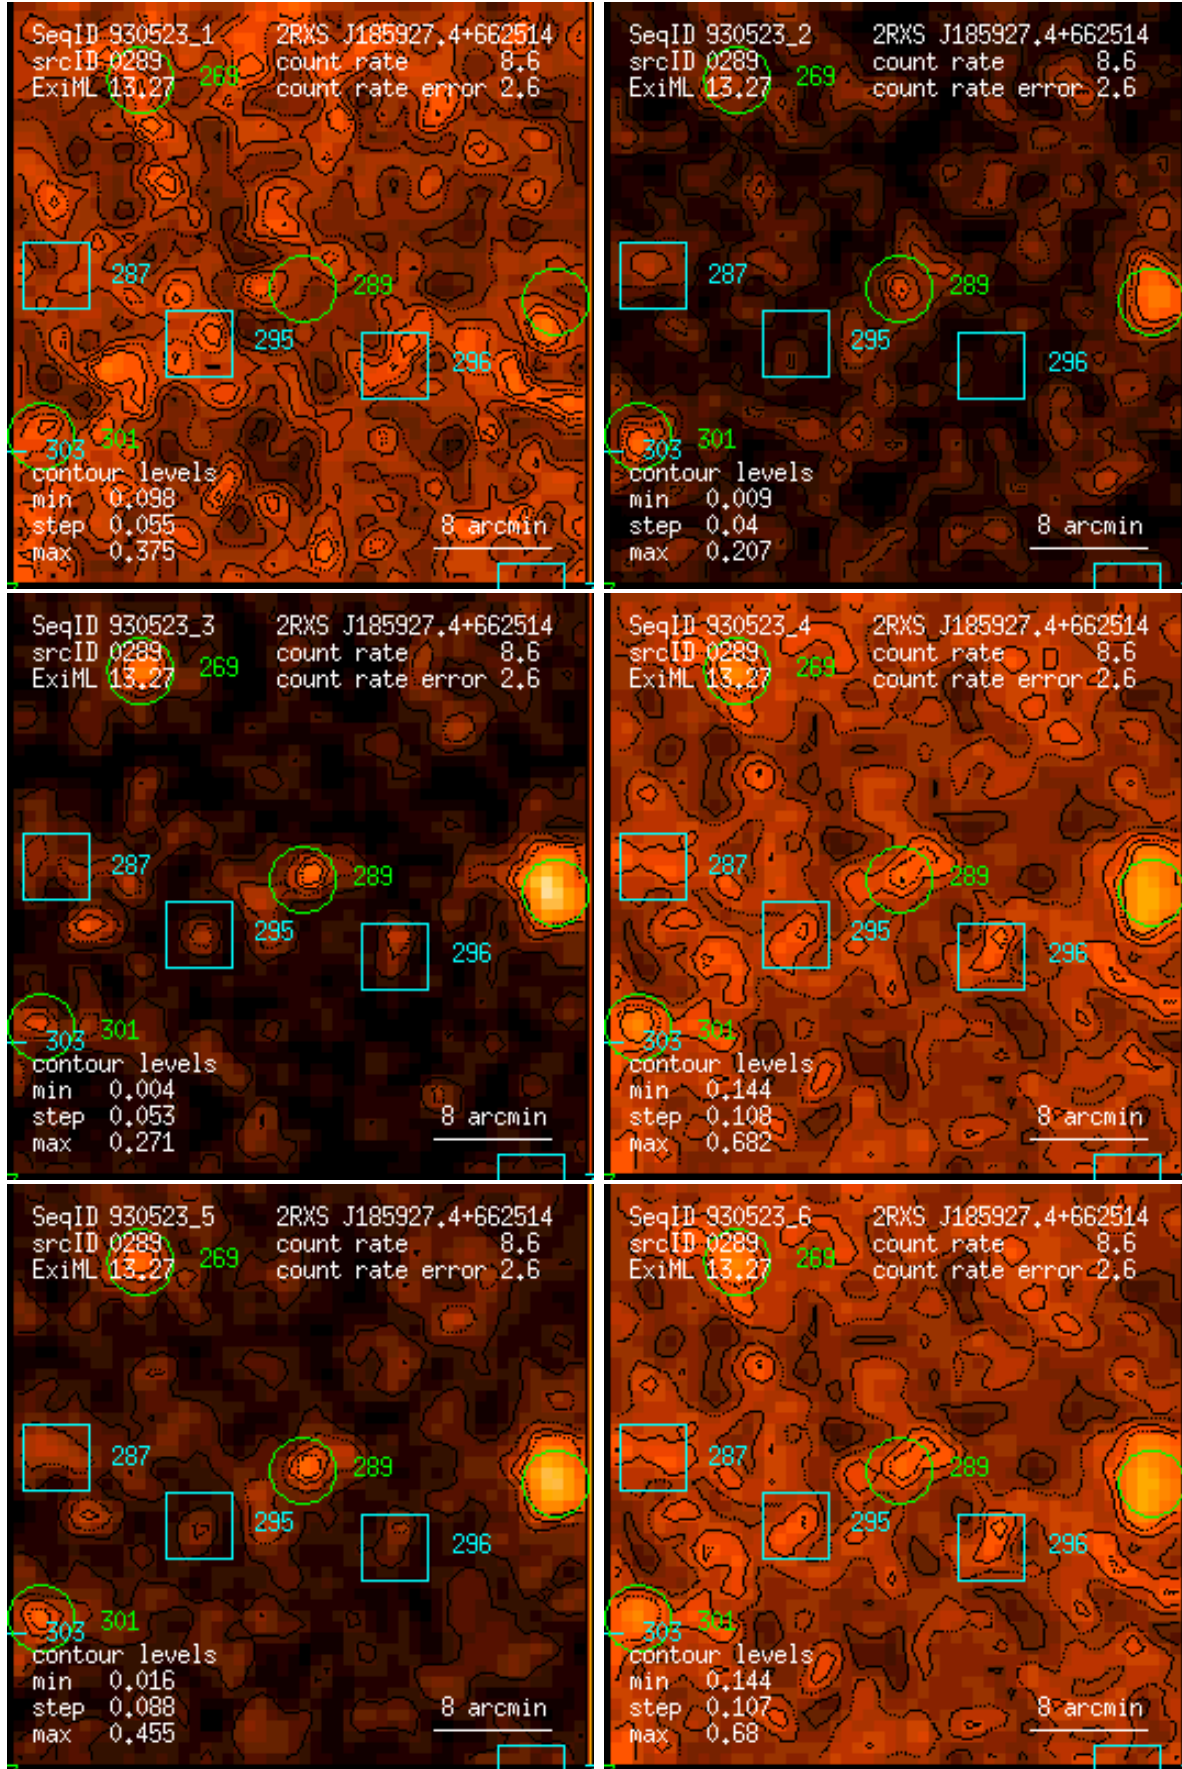 SeqID 930523_1 2RXS J185927.4+662514
srcID 0289 269 count rate 8.6
ExiML 13.27 count rate error 2.6
287
289
295
296
301
303
contour levels
min 0.098
step 0.055 8 arcmin
max 0.375
SeqID 930523_2 2RXS J185927.4+662514
srcID 0289 269 count rate 8.6
ExiML 13.27 count rate error 2.6
287
289
295
296
301
303
contour levels
min 0.009
step 0.04 8 arcmin
max 0.207
SeqID 930523_3 2RXS J185927.4+662514
srcID 0289 269 count rate 8.6
ExiML 13.27 count rate error 2.6
287
289
295
296
301
303
contour levels
min 0.004
step 0.053 8 arcmin
max 0.271
SeqID 930523_4 2RXS J185927.4+662514
srcID 0289 269 count rate 8.6
ExiML 13.27 count rate error 2.6
287
289
295
296
301
303
contour levels
min 0.144
step 0.108 8 arcmin
max 0.682
SeqID 930523_5 2RXS J185927.4+662514
srcID 0289 269 count rate 8.6
ExiML 13.27 count rate error 2.6
287
289
295
296
301
303
contour levels
min 0.016
step 0.088 8 arcmin
max 0.455
SeqID 930523_6 2RXS J185927.4+662514
srcID 0289 269 count rate 8.6
ExiML 13.27 count rate error 2.6
287
289
295
296
301
303
contour levels
min 0.144
step 0.107 8 arcmin
max 0.68